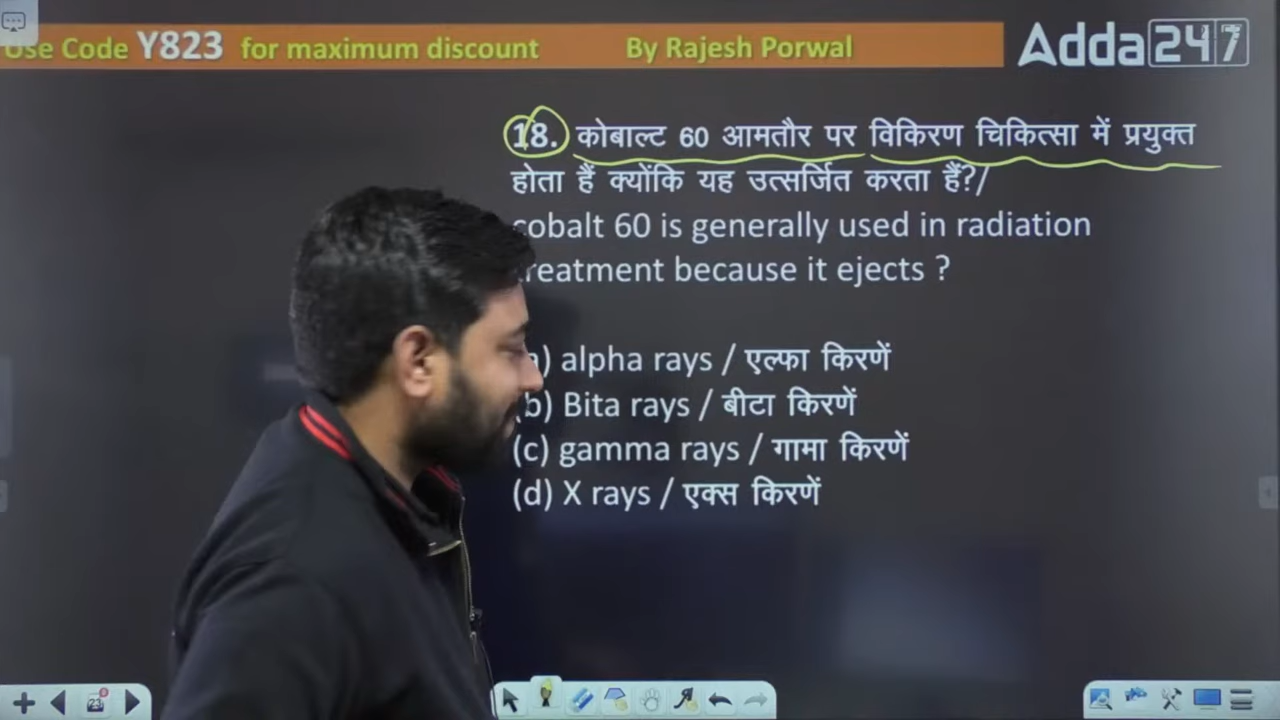 Use Code Y823 for maximum discount By Rajesh Porwal Adda247
18. कोबाल्ट 60 आमतौर पर विकिरण चिकित्सा में प्रयुक्त
होता हैं क्योंकि यह उत्सर्जित करता हैं?/
cobalt 60 is generally used in radiation
treatment because it ejects ?
(a) alpha rays / एल्फा किरणें
(b) Bita rays / बीटा किरणें
(c) gamma rays / गामा किरणें
(d) X rays / एक्स किरणें
23